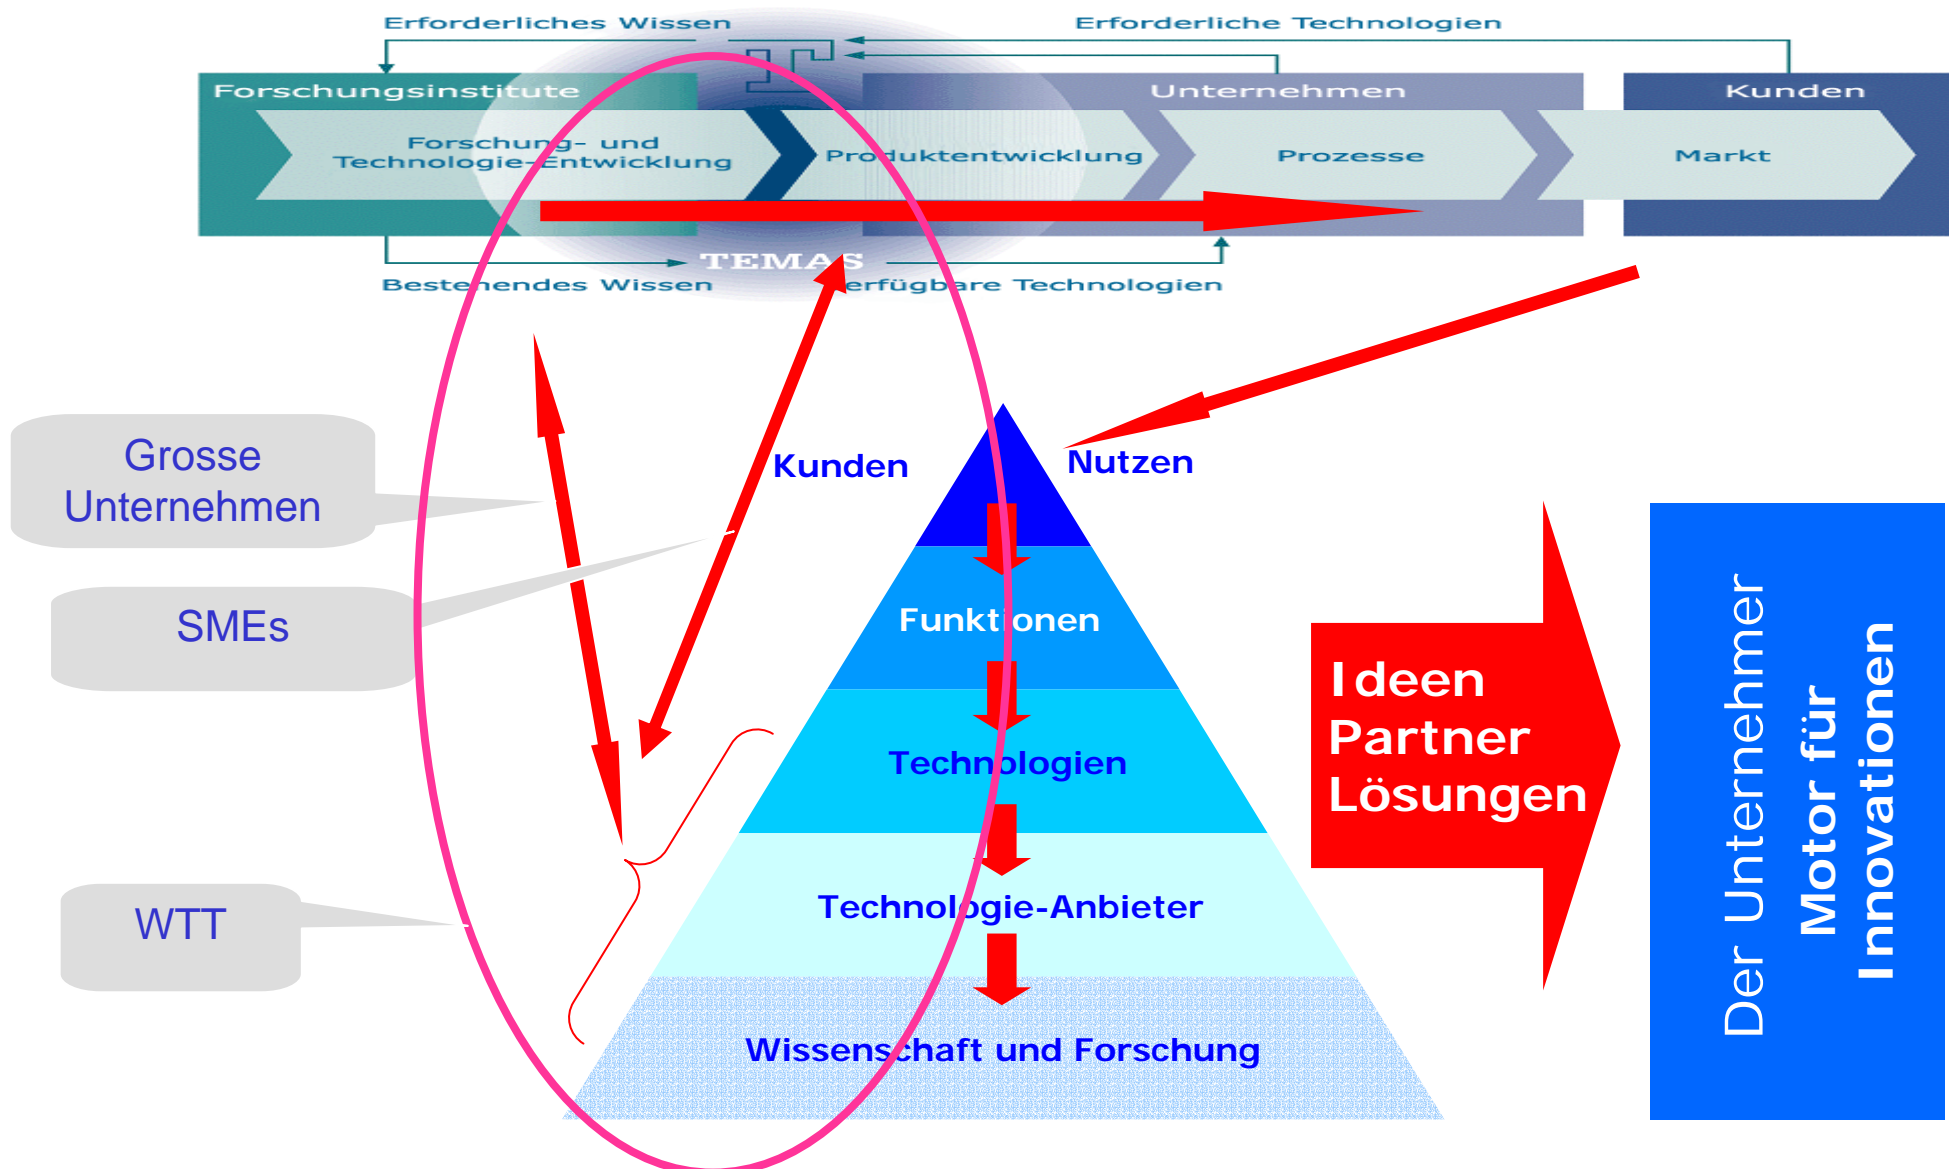 Erforderliches Wissen
Erforderliche Technologien
Forschungsinstitute
Unternehmen
Kunden
Forschung- und
Technologie-Entwicklung
Produktentwicklung
Prozesse
Markt
TEMAS
Bestehendes Wissen
erfügbare Technologien
Grosse
Unternehmen
SMEs
WTT
Kunden
Nutzen
Funktionen
Technologien
Technologie-Anbieter
Wissenschaft und Forschung
Ideen
Partner
Lösungen
Der Unternehmer
Motor für
Innovationen